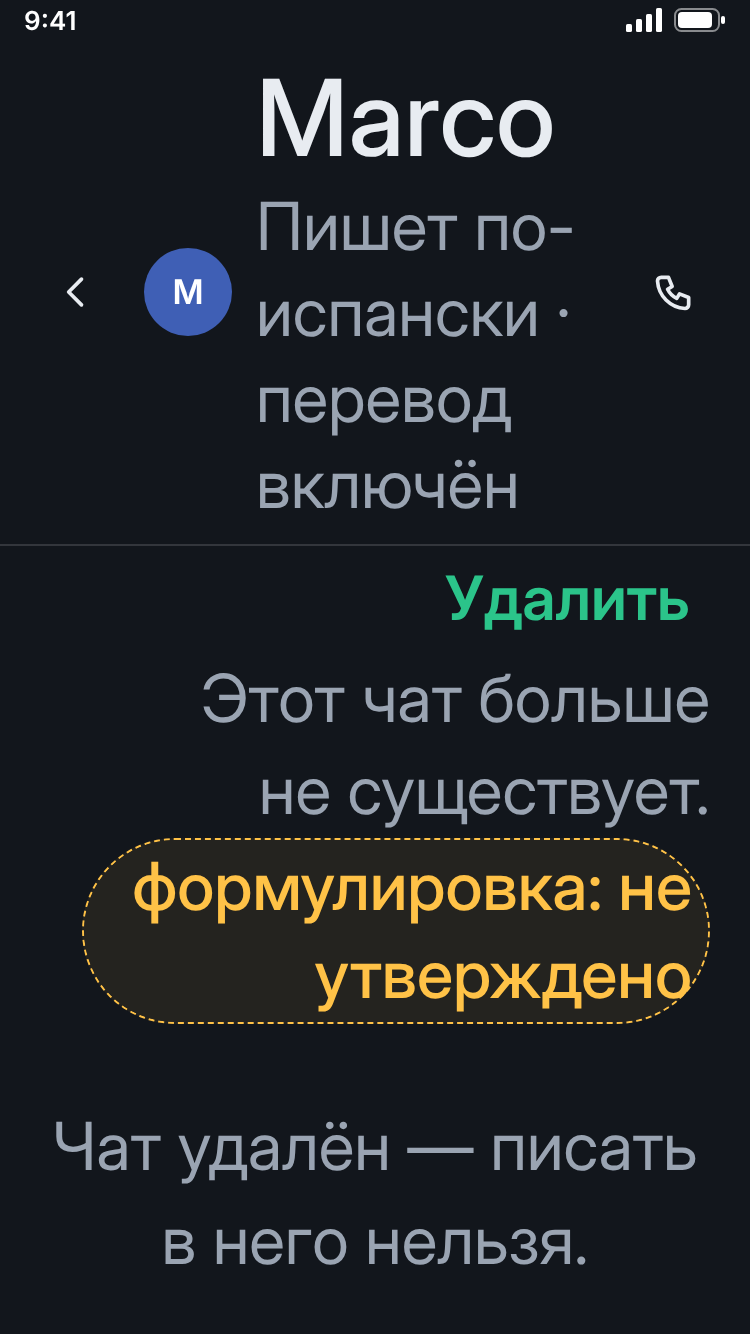 9:41
Marco
Пишет по-
испански ·
перевод
включён
M
Удалить
Этот чат больше
не существует.
формулировка: не
утверждено
Чат удалён — писать
в него нельзя.